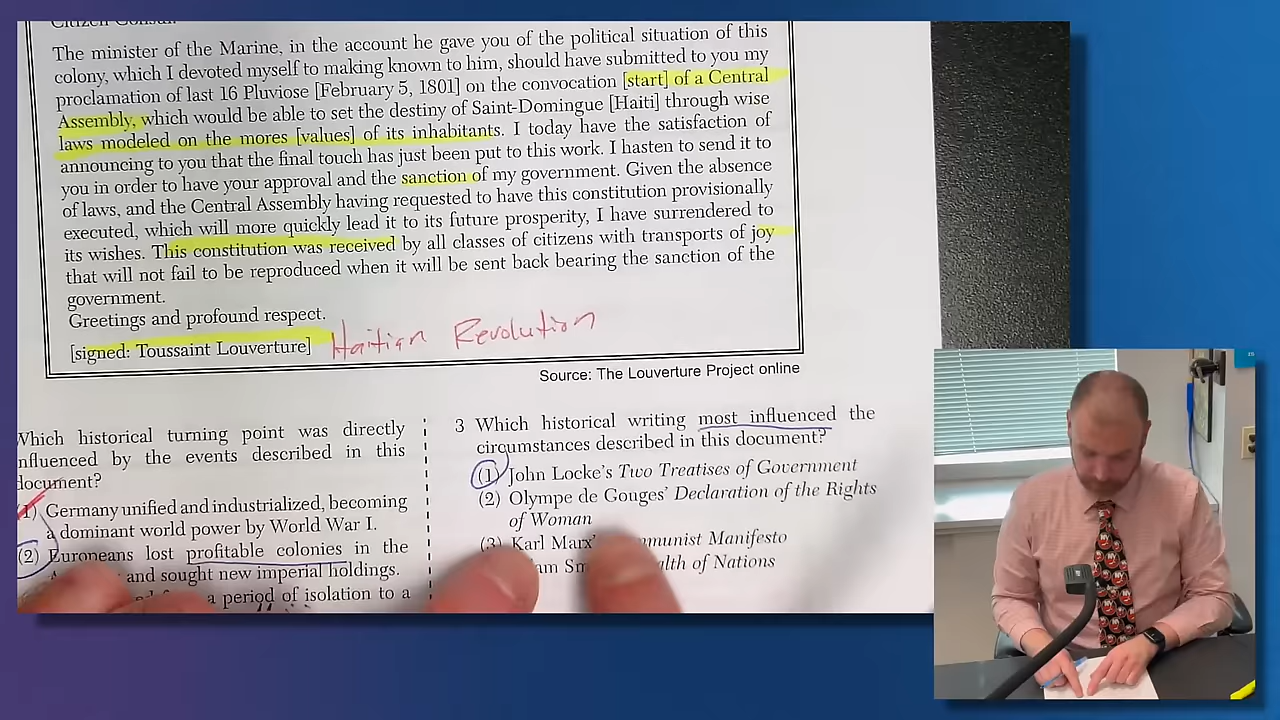 Citizen Consul:
The minister of the Marine, in the account he gave you of the political situation of this
colony, which I devoted myself to making known to him, should have submitted to you my
proclamation of last 16 Pluviose [February 5, 1801] on the convocation [start] of a Central
Assembly, which would be able to set the destiny of Saint-Domingue [Haiti] through wise
laws modeled on the mores [values] of its inhabitants. I today have the satisfaction of
announcing to you that the final touch has just been put to this work. I hasten to send it to
you in order to have your approval and the sanction of my government. Given the absence
of laws, and the Central Assembly having requested to have this constitution provisionally
executed, which will more quickly lead it to its future prosperity, I have surrendered to
its wishes. This constitution was received by all classes of citizens with transports of joy
that will not fail to be reproduced when it will be sent back bearing the sanction of the
government.
Greetings and profound respect.
[signed: Toussaint Louverture] Haitian Revolution
Source: The Louverture Project online
Which historical turning point was directly
influenced by the events described in this
document?
1) Germany unified and industrialized, becoming
a dominant world power by World War I.
(2) Europeans lost profitable colonies in the
and sought new imperial holdings.
a period of isolation to a
3 Which historical writing most influenced the
circumstances described in this document?
(1) John Locke's Two Treatises of Government
(2) Olympe de Gouges' Declaration of the Rights
of Woman
(3) Karl Marx' Manifesto
of Nations